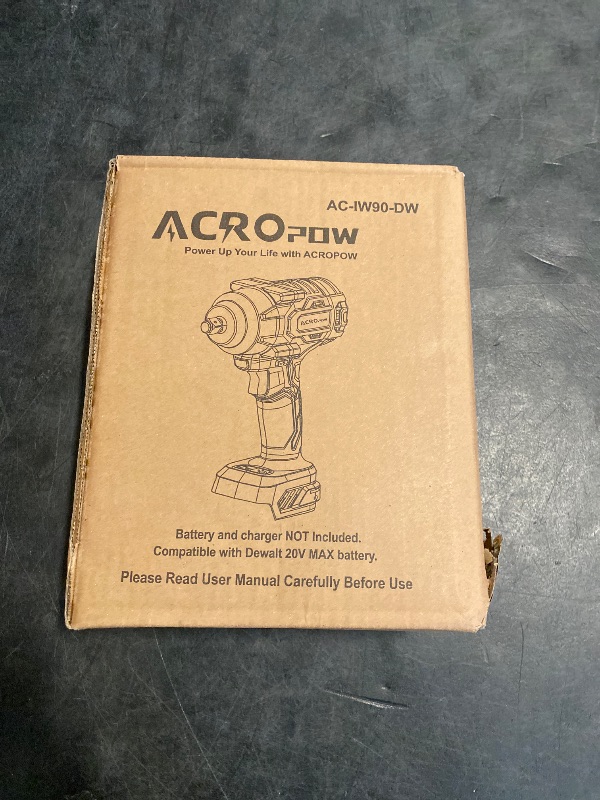 AC-IW90-DW
ACROPOW
Power Up Your Life with ACROPOW
ACROPOW
Battery and charger NOT Included.
Compatible with Dewalt 20V MAX battery.
Please Read User Manual Carefully Before Use